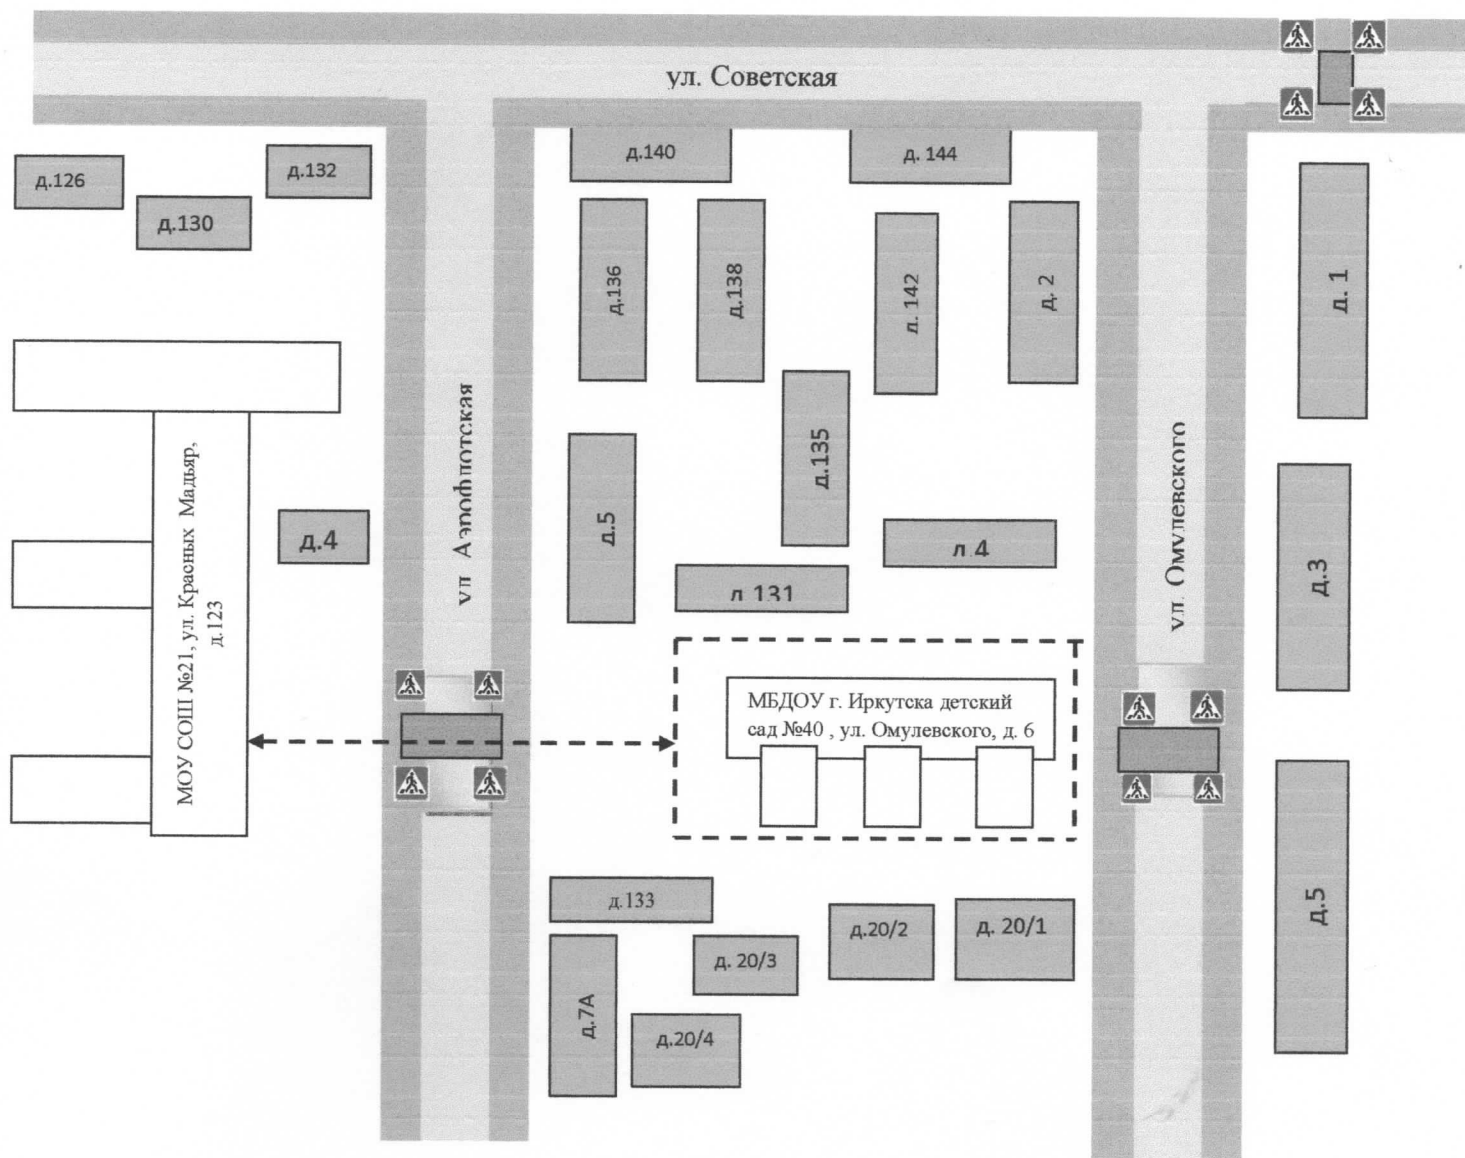 ул. Советская
д.126
д.130
д.132
д.140
д. 144
д.136
д.138
д. 142
д. 2
д. 1
д.135
д.5
д.4
л 4
л 131
д.3
ул Аэрофлотская
ул. Омулевского
МОУ СОШ №21, ул. Красных Мадьяр,
д.123
МБДОУ г. Иркутска детский
сад №40 , ул. Омулевского, д. 6
д.5
д.133
д.7А
д. 20/3
д.20/4
д.20/2
д. 20/1